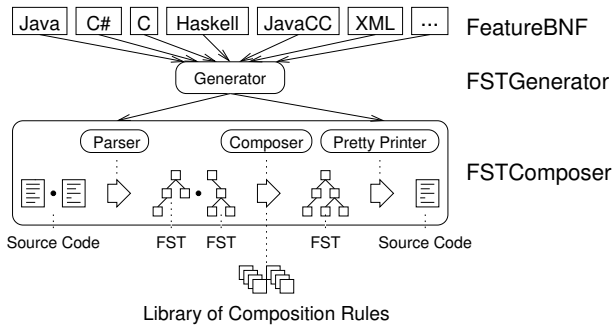 Java C# C Haskell JavaCC XML ... FeatureBNF
Generator FSTGenerator
Parser Composer Pretty Printer
FSTComposer
Source Code FST FST FST Source Code
Library of Composition Rules